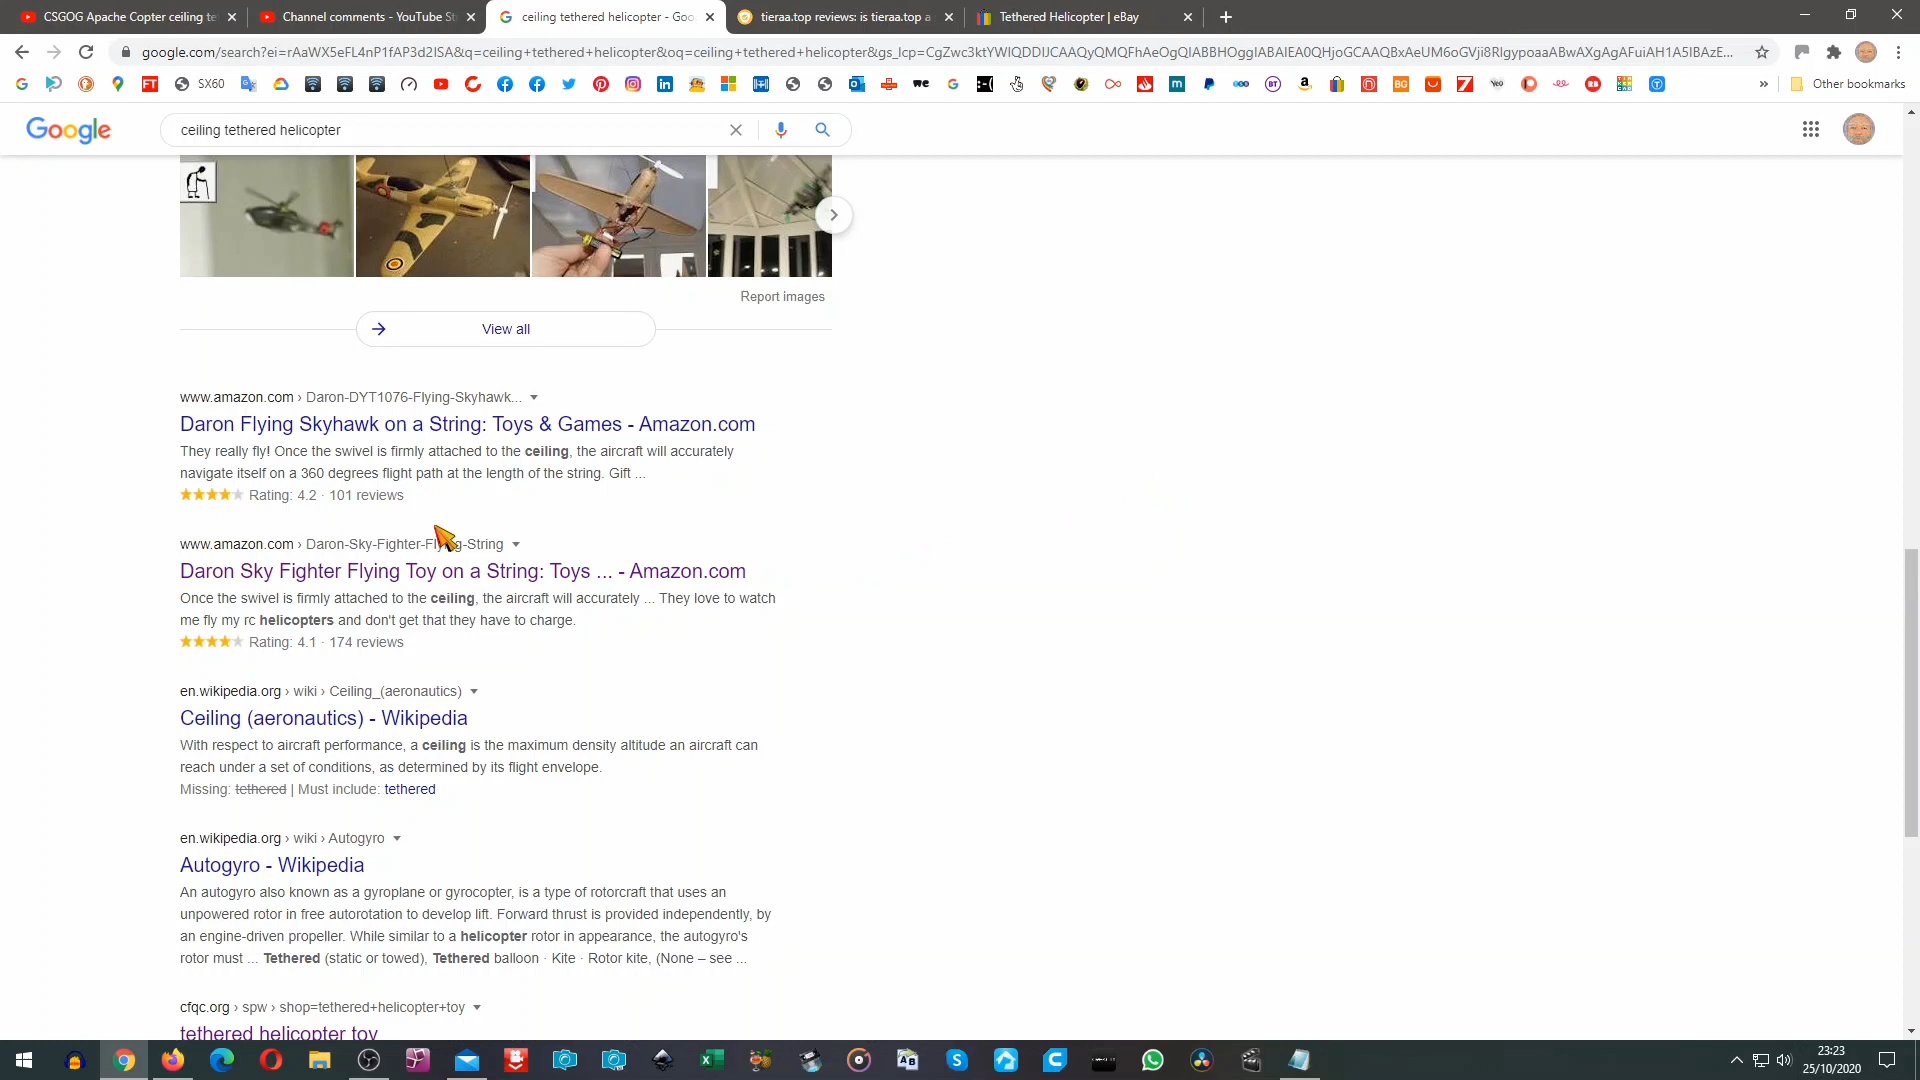 CSGOG Apache Copter ceiling te
Channel comments - YouTube St
ceiling tethered helicopter - Goo
tieraa.top reviews: is tieraa.top a
Tethered Helicopter | eBay
SX60
Other bookmarks
Google
ceiling tethered helicopter
Report images
View all
www.amazon.com › Daron-DYT1076-Flying-Skyhawk...
Daron Flying Skyhawk on a String: Toys & Games - Amazon.com
They really fly! Once the swivel is firmly attached to the ceiling, the aircraft will accurately
navigate itself on a 360 degrees flight path at the length of the string. Gift ...
Rating: 4.2 · 101 reviews
www.amazon.com › Daron-Sky-Fighter-Flying-String
Daron Sky Fighter Flying Toy on a String: Toys ... - Amazon.com
Once the swivel is firmly attached to the ceiling, the aircraft will accurately ... They love to watch
me fly my rc helicopters and don't get that they have to charge.
Rating: 4.1 · 174 reviews
en.wikipedia.org › wiki › Ceiling_(aeronautics)
Ceiling (aeronautics) - Wikipedia
With respect to aircraft performance, a ceiling is the maximum density altitude an aircraft can
reach under a set of conditions, as determined by its flight envelope.
Missing: tethered | Must include: tethered
en.wikipedia.org › wiki › Autogyro
Autogyro - Wikipedia
An autogyro also known as a gyroplane or gyrocopter, is a type of rotorcraft that uses an
unpowered rotor in free autorotation to develop lift. Forward thrust is provided independently, by
an engine-driven propeller. While similar to a helicopter rotor in appearance, the autogyro's
rotor must ... Tethered (static or towed), Tethered balloon · Kite · Rotor kite, (None – see ...
cfqc.org › spw › shop=tethered+helicopter+toy
tethered helicopter toy
23:23
25/10/2020